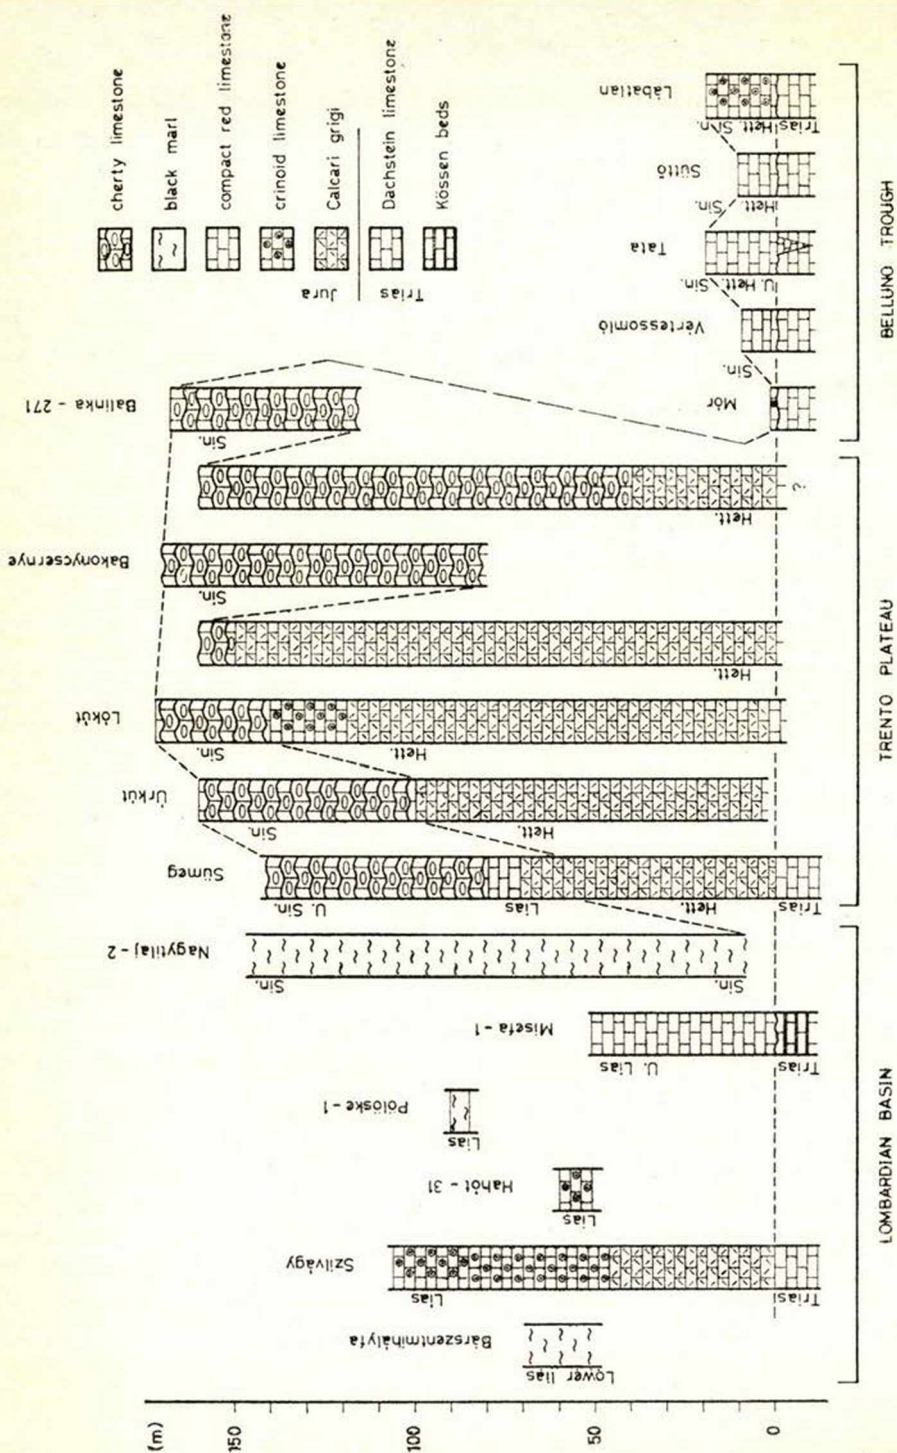 cherty limestone
black marl
compact red limestone
crinoid limestone
Calcari grigi
Dachstein limestone
Kössen beds
Jura
Trias
(m)
150
100
50
0
LOMBARDIAN BASIN
TRENTO PLATEAU
BELLUNO TROUGH
Bárszentmihályfa
Lower lias
Szilvágy
Lias
Trias
Hahót - 31
Lias
Pölöske - 1
Lias
Misefa - 1
U. Lias
Trias
Nagytilaj - 2
Sin.
Sin.
Sümeg
U. Sin.
Lias
Hett.
Trias
Úrkút
Sin.
Hett.
Lókút
Sin.
Hett.
Hett.
Bakonycsernye
Sin.
Hett.
?
Balinka - 271
Sin.
Mór
Vértessomló
Sin.
Tata
U. Hett. Sin.
Süttő
Hett.
Sin.
Lábatlan
Trias Hett. Sin.